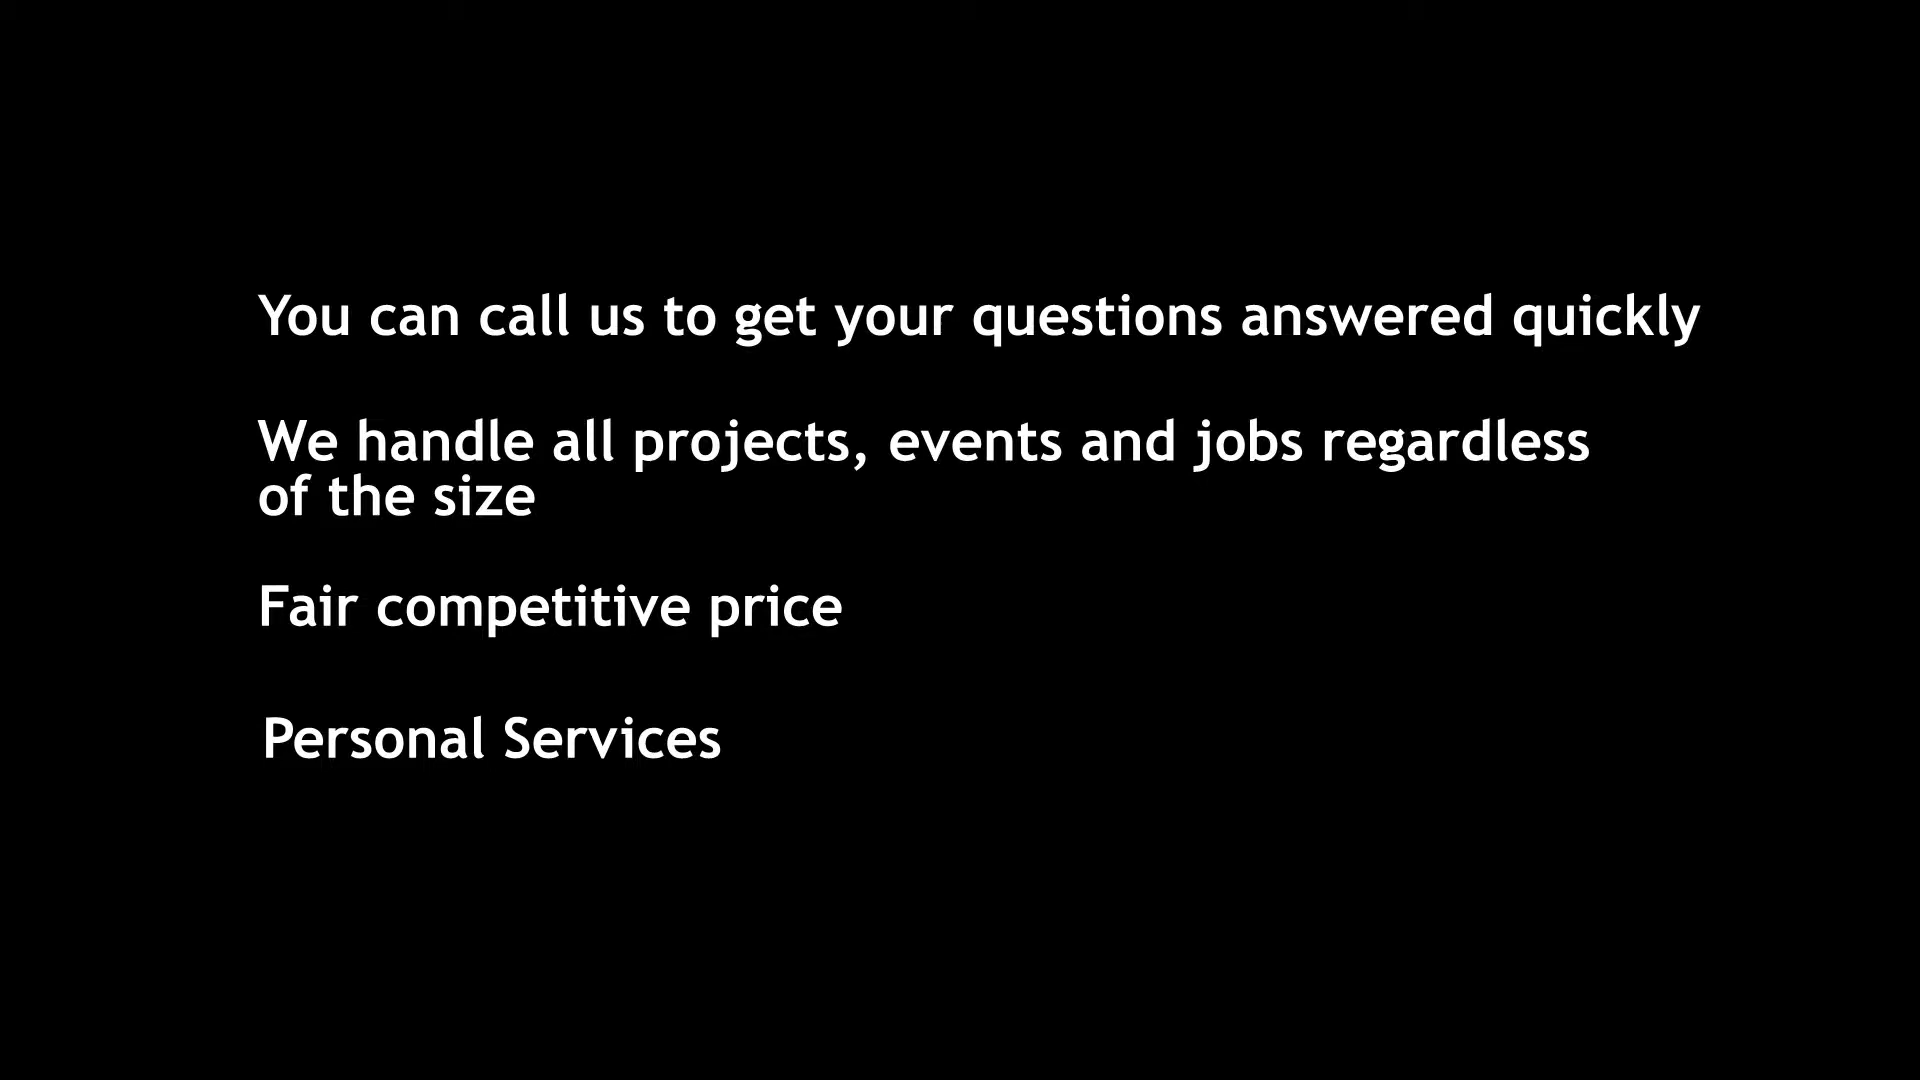 You can call us to get your questions answered quickly
We handle all projects, events and jobs regardless
of the size
Fair competitive price
Personal Services